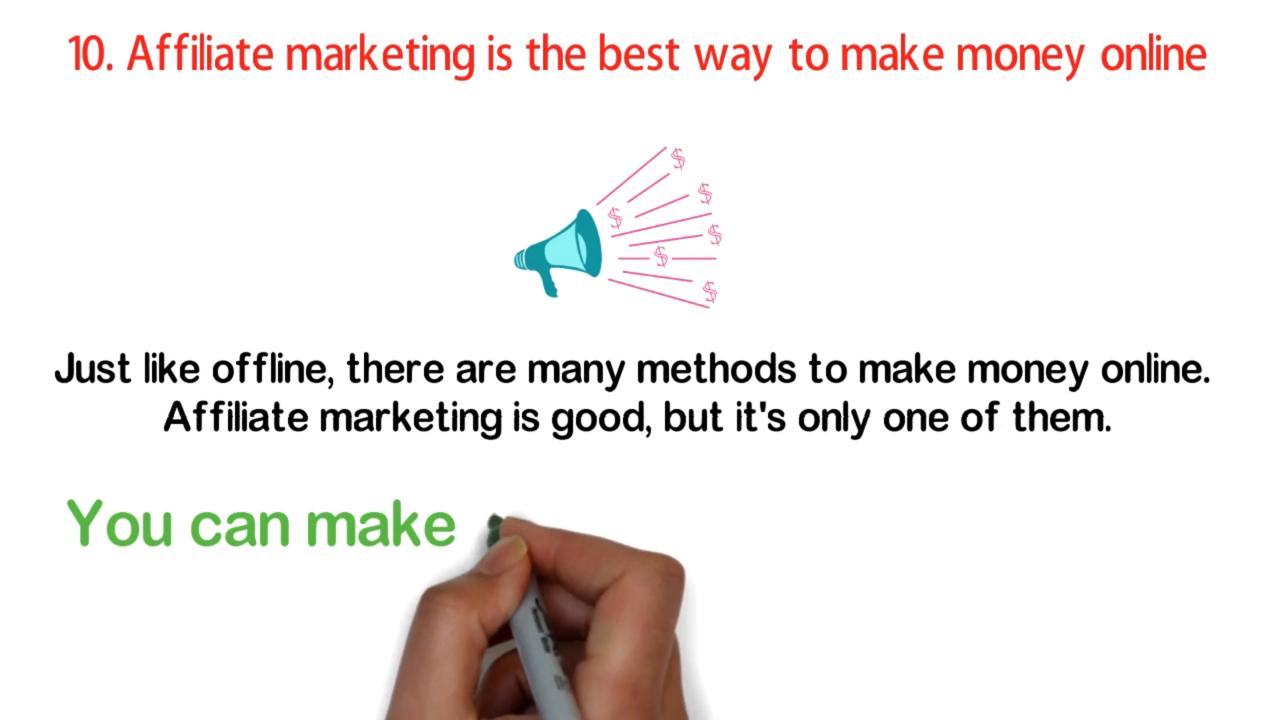 10. Affiliate marketing is the best way to make money online
$
$
$
$
$
$
Just like offline, there are many methods to make money online.
Affiliate marketing is good, but it's only one of them.
You can make